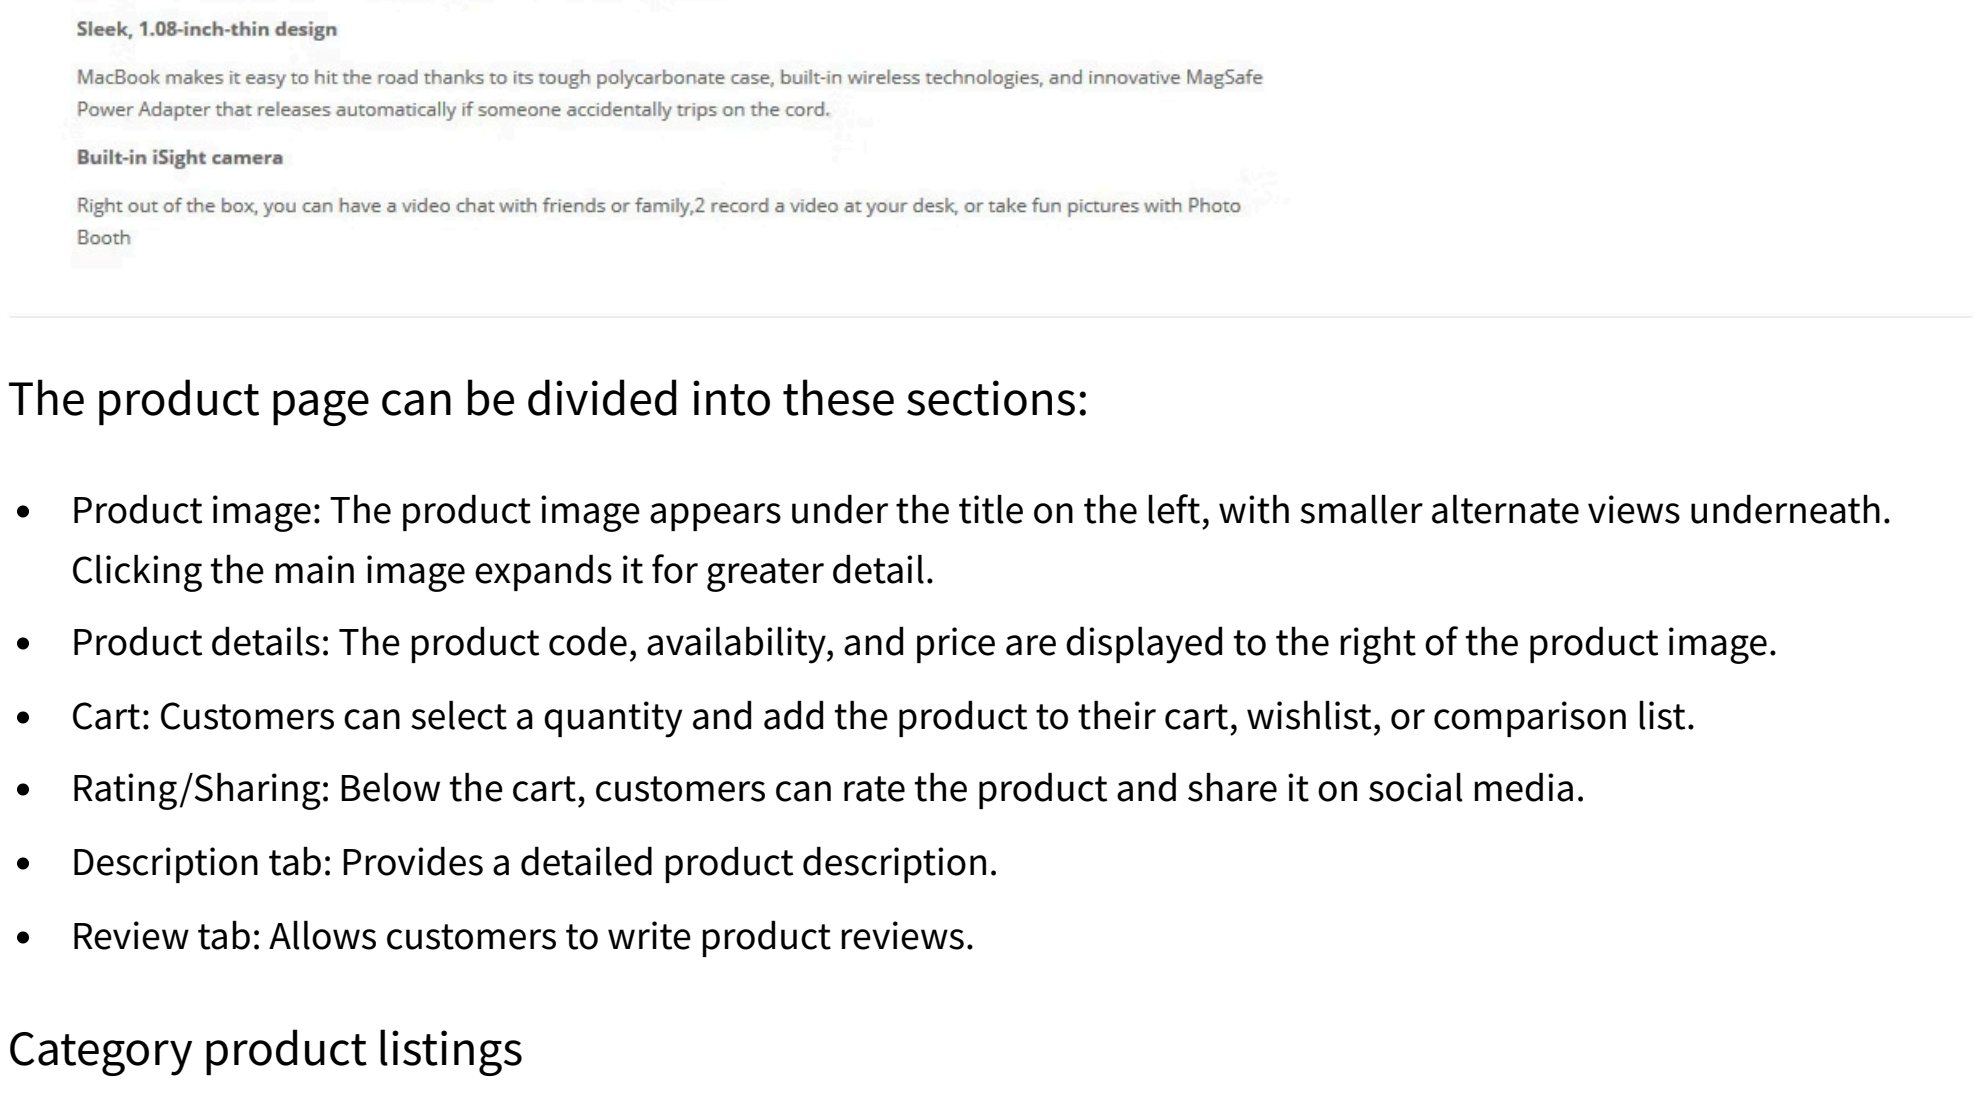 Sleek, 1.08-inch-thin design
MacBook makes it easy to hit the road thanks to its tough polycarbonate case, built-in wireless technologies, and innovative MagSafe
Power Adapter that releases automatically if someone accidentally trips on the cord.
Built-in iSight camera
Right out of the box, you can have a video chat with friends or family,2 record a video at your desk, or take fun pictures with Photo
Booth
The product page can be divided into these sections:
• Product image: The product image appears under the title on the left, with smaller alternate views underneath.
Clicking the main image expands it for greater detail.
• Product details: The product code, availability, and price are displayed to the right of the product image.
• Cart: Customers can select a quantity and add the product to their cart, wishlist, or comparison list.
• Rating/Sharing: Below the cart, customers can rate the product and share it on social media.
• Description tab: Provides a detailed product description.
• Review tab: Allows customers to write product reviews.
Category product listings